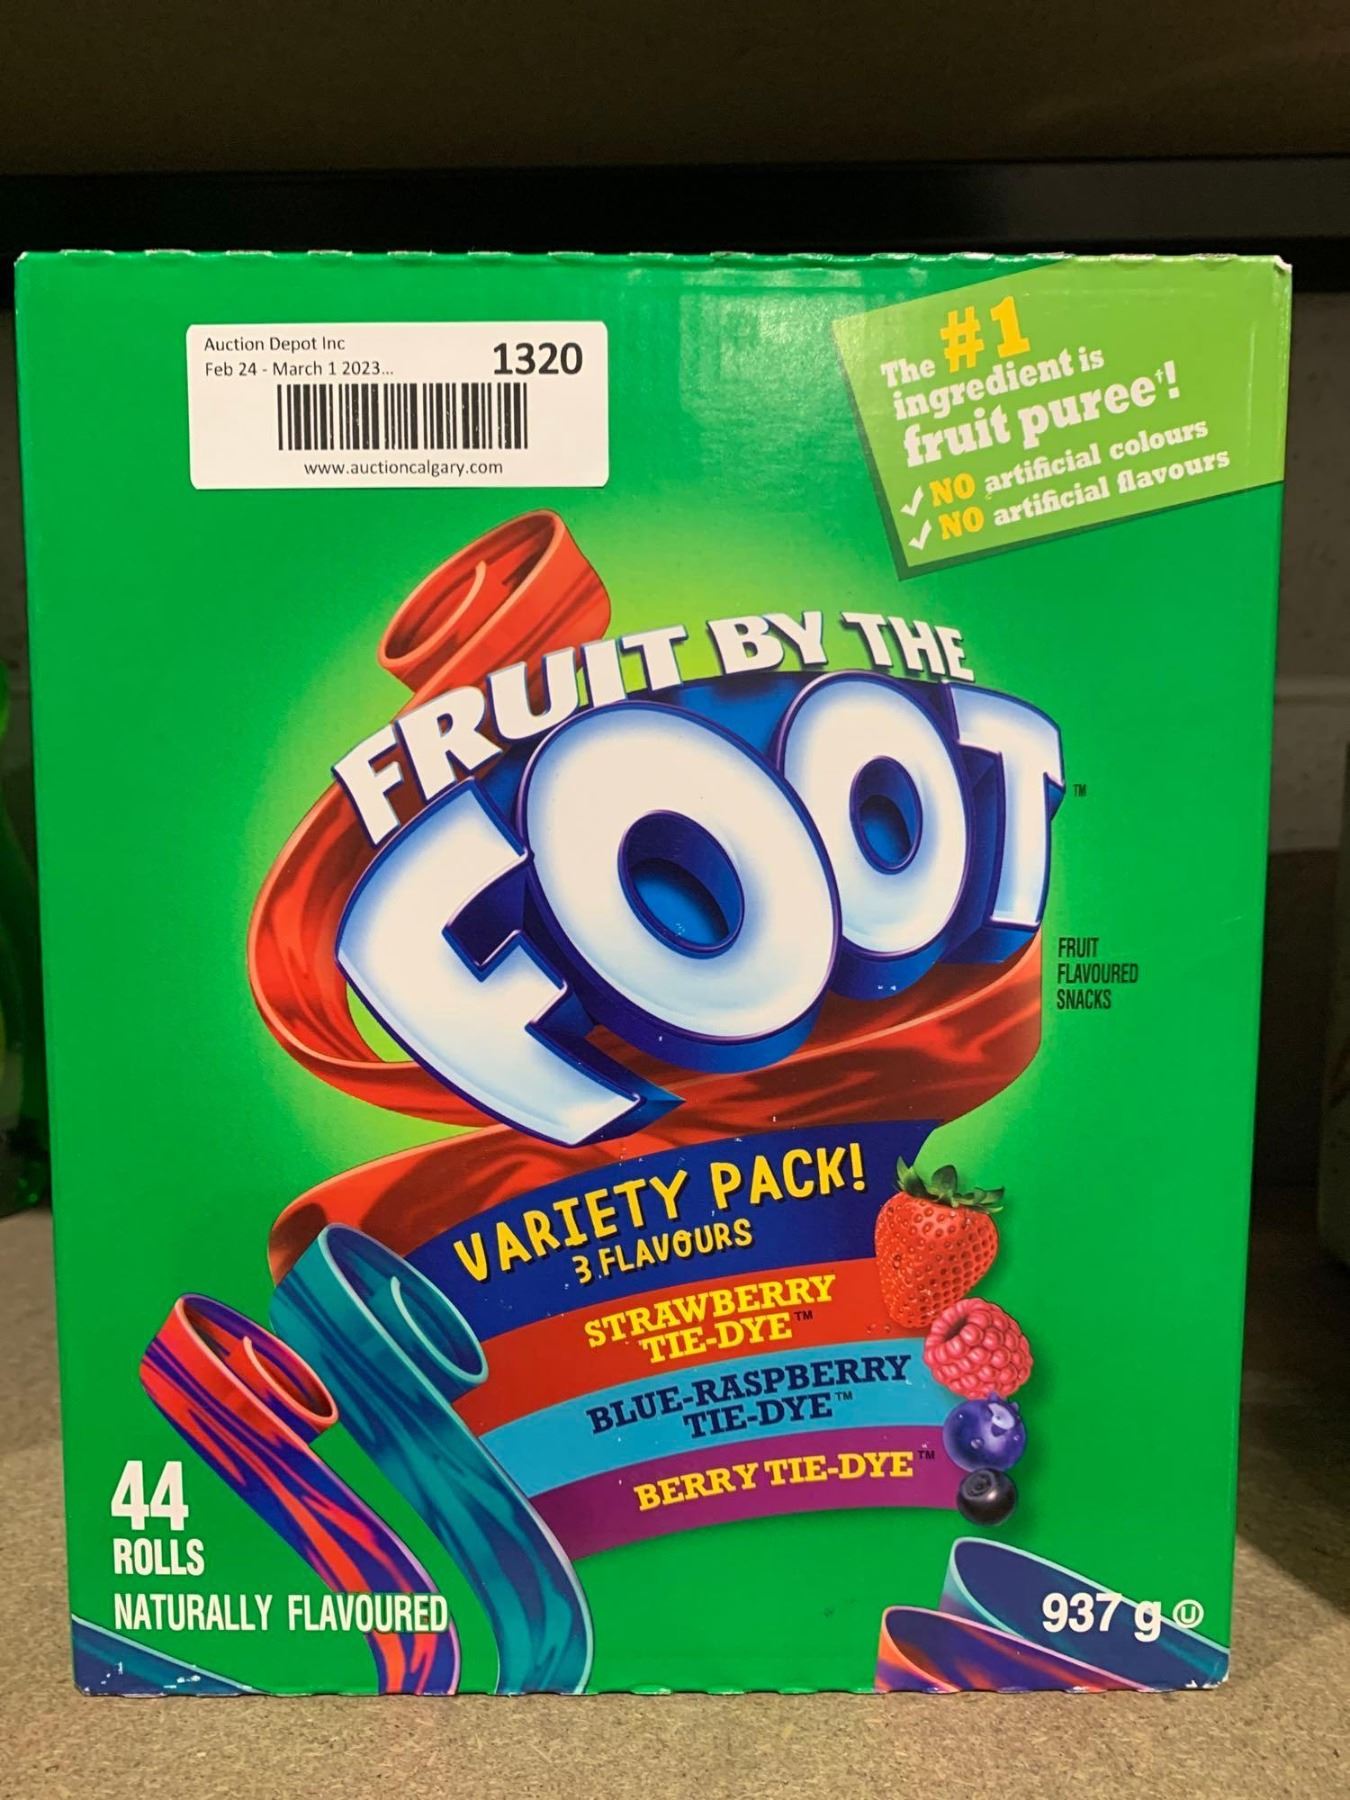 Auction Depot Inc
Feb 24 - March 1 2023...
1320
www.auctioncalgary.com
The #1
ingredient is
fruit puree†!
✓ NO artificial colours
✓ NO artificial flavours
FRUIT BY THE
FOOT™
FRUIT
FLAVOURED
SNACKS
VARIETY PACK!
3 FLAVOURS
STRAWBERRY
TIE-DYE™
BLUE-RASPBERRY
TIE-DYE™
BERRY TIE-DYE™
44
ROLLS
NATURALLY FLAVOURED
937 g Ⓤ